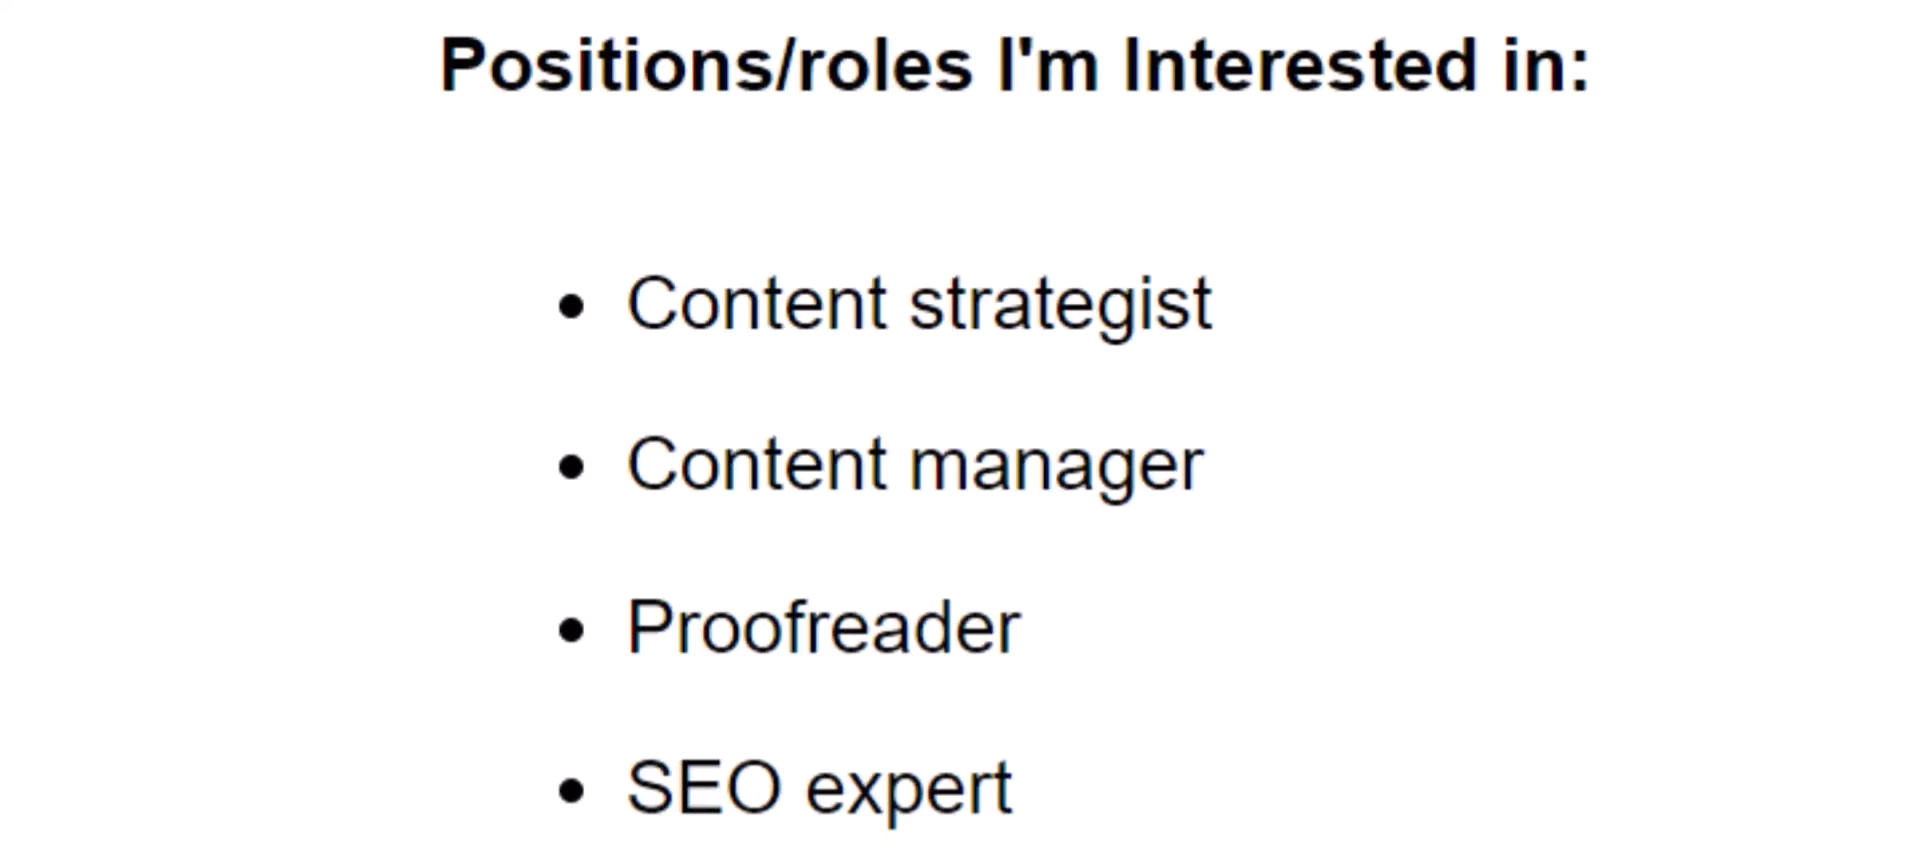 Positions/roles I'm Interested in:
• Content strategist
• Content manager
• Proofreader
• SEO expert